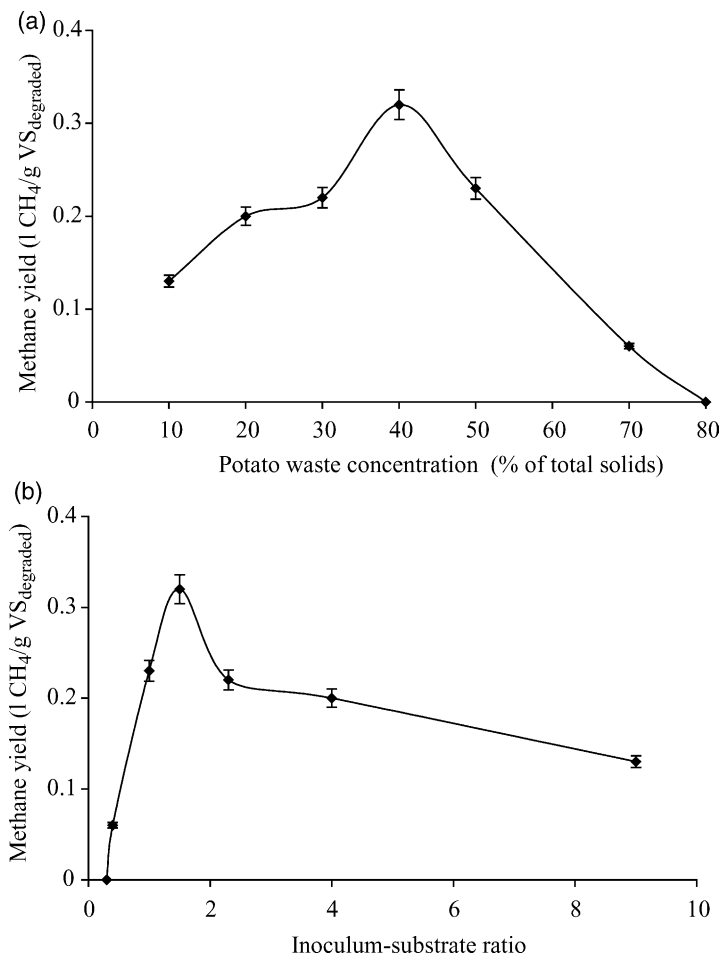 (a)
0.4
0.3
0.2
0.1
0
Methane yield (l CH4/g VSdegraded)
0 10 20 30 40 50 60 70 80
Potato waste concentration (% of total solids)
(b)
0.4
0.3
0.2
0.1
0
Methane yield (l CH4/g VSdegraded)
0 2 4 6 8 10
Inoculum-substrate ratio